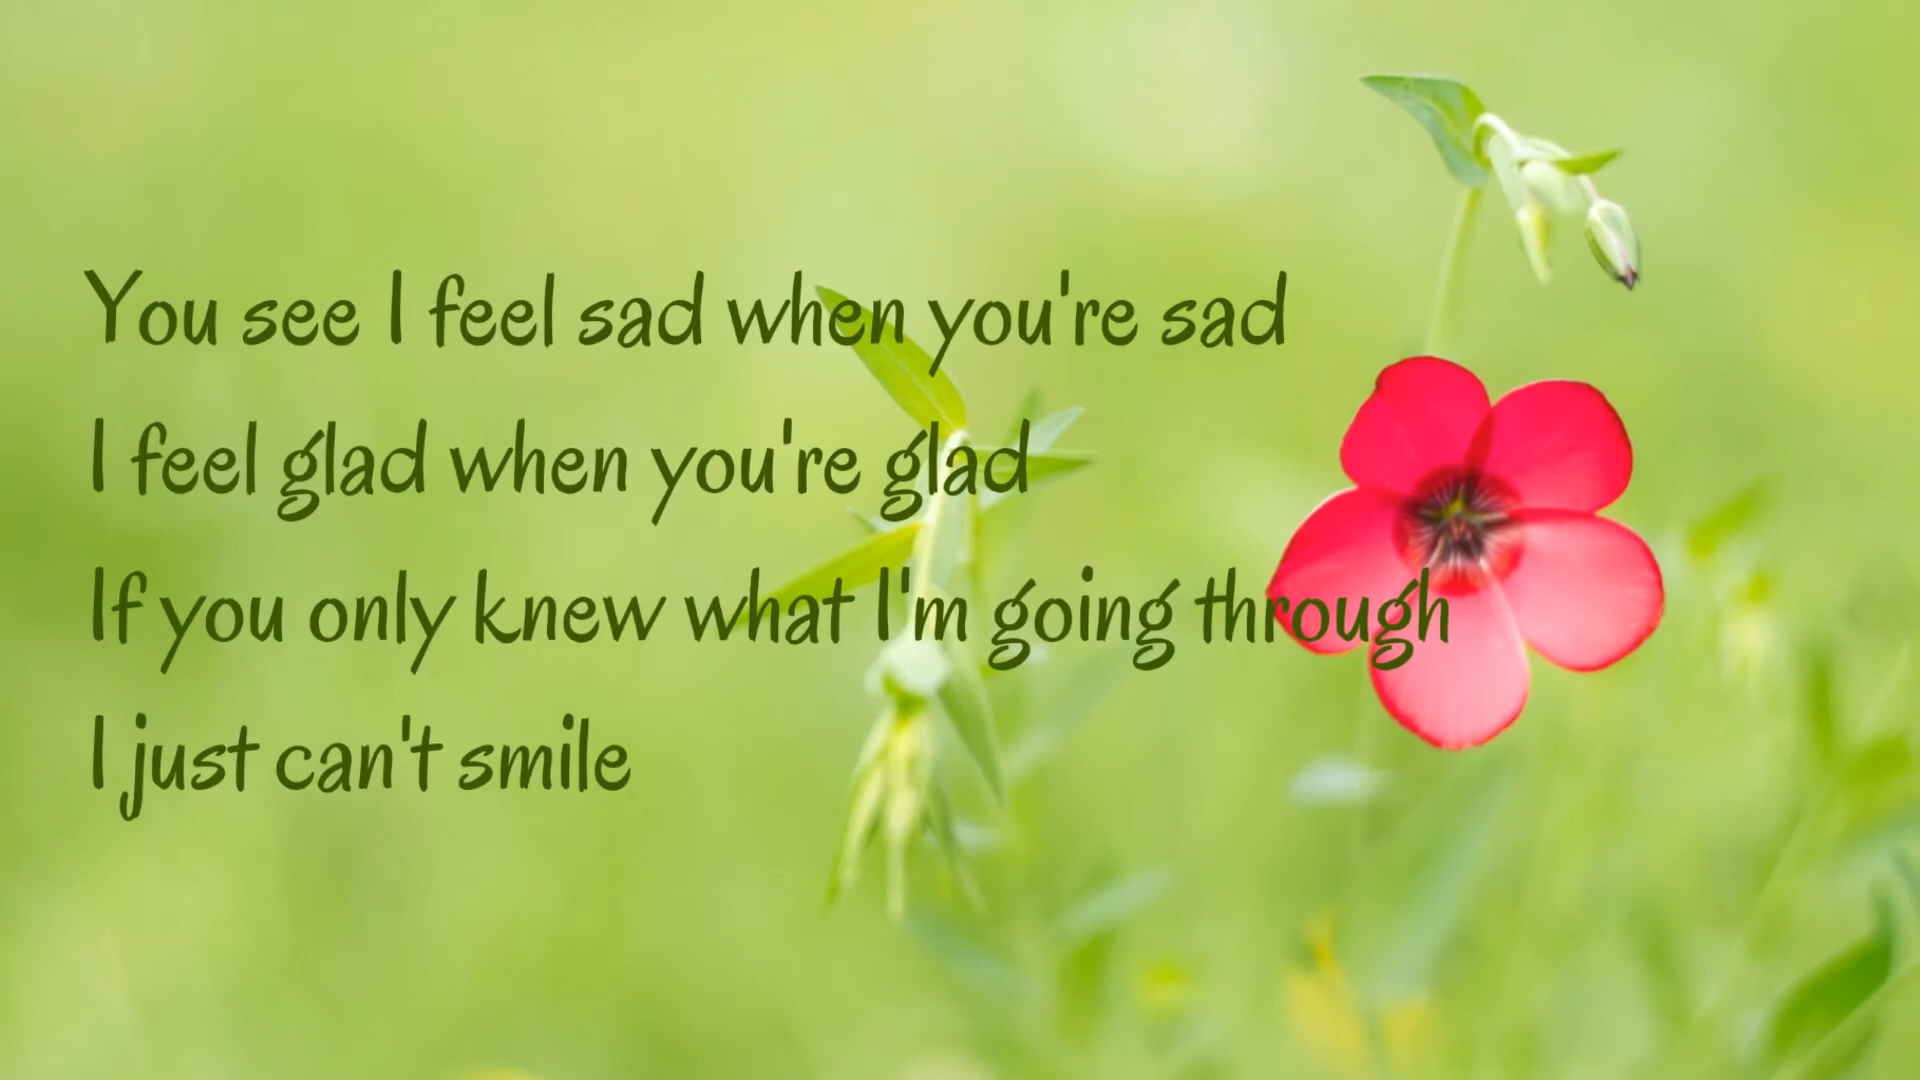 You see I feel sad when you're sad
I feel glad when you're glad
If you only knew what I'm going through
I just can't smile